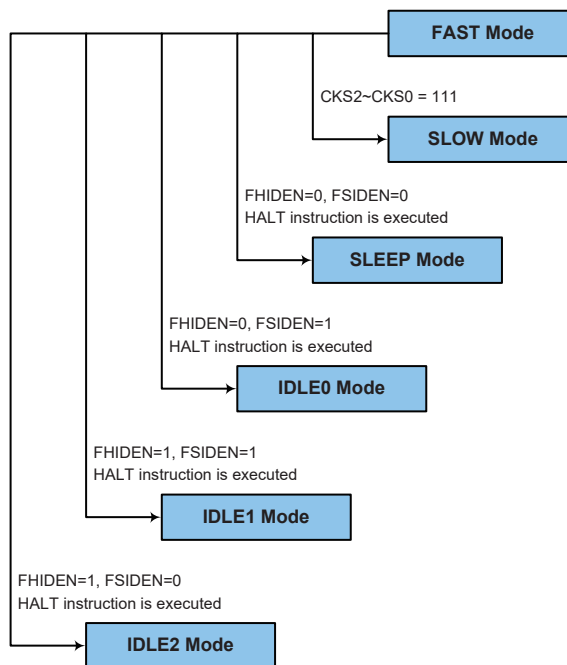 FAST Mode
CKS2~CKS0 = 111
SLOW Mode
FHIDEN=0, FSIDEN=0
HALT instruction is executed
SLEEP Mode
FHIDEN=0, FSIDEN=1
HALT instruction is executed
IDLE0 Mode
FHIDEN=1, FSIDEN=1
HALT instruction is executed
IDLE1 Mode
FHIDEN=1, FSIDEN=0
HALT instruction is executed
IDLE2 Mode